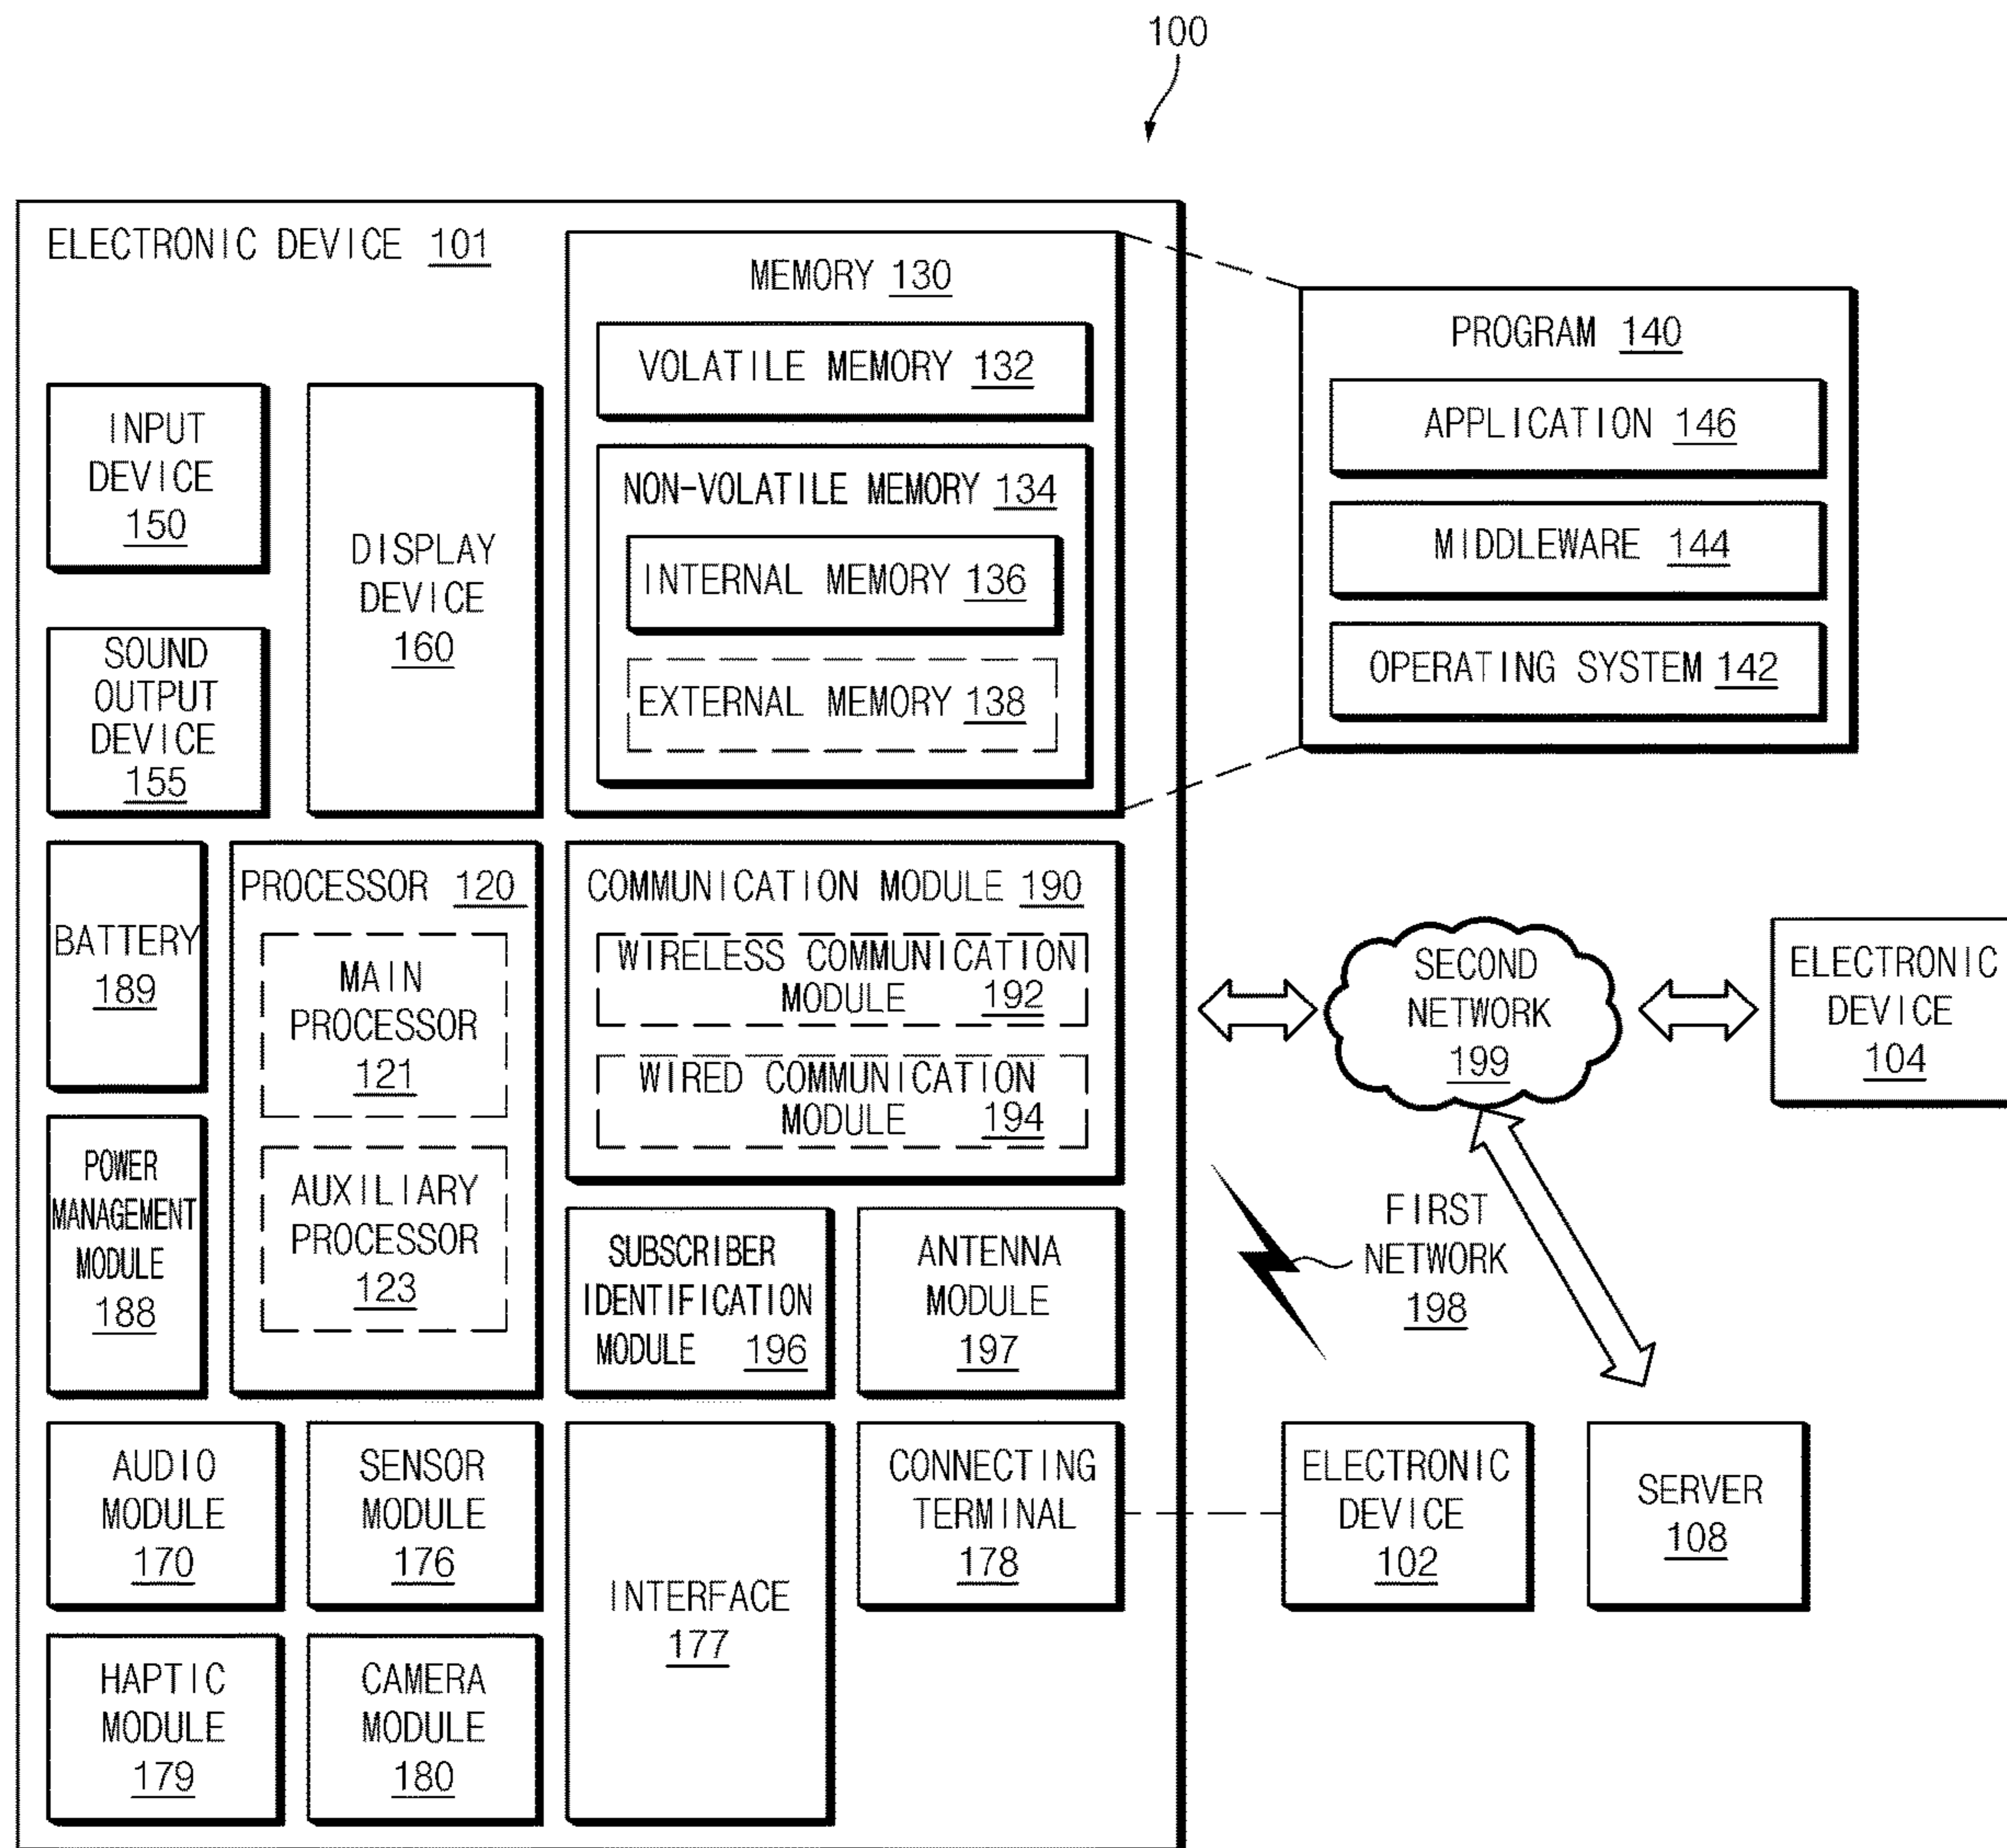 100
ELECTRONIC DEVICE 101
MEMORY 130
VOLATILE MEMORY 132
NON-VOLATILE MEMORY 134
INTERNAL MEMORY 136
EXTERNAL MEMORY 138
PROGRAM 140
APPLICATION 146
MIDDLEWARE 144
OPERATING SYSTEM 142
INPUT
DEVICE
150
SOUND
OUTPUT
DEVICE
155
DISPLAY
DEVICE
160
BATTERY
189
POWER
MANAGEMENT
MODULE
188
PROCESSOR 120
MAIN
PROCESSOR
121
AUXILIARY
PROCESSOR
123
COMMUNICATION MODULE 190
WIRELESS COMMUNICATION
MODULE 192
WIRED COMMUNICATION
MODULE 194
SUBSCRIBER
IDENTIFICATION
MODULE 196
ANTENNA
MODULE
197
SECOND
NETWORK
199
ELECTRONIC
DEVICE
104
FIRST
NETWORK
198
AUDIO
MODULE
170
SENSOR
MODULE
176
INTERFACE
177
CONNECTING
TERMINAL
178
ELECTRONIC
DEVICE
102
SERVER
108
HAPTIC
MODULE
179
CAMERA
MODULE
180